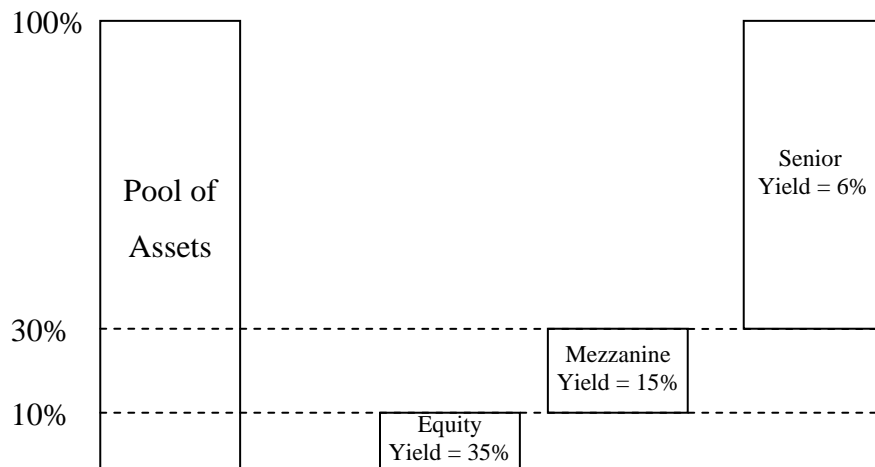 100%
Pool of
Assets
Senior
Yield = 6%
30%
Mezzanine
Yield = 15%
10%
Equity
Yield = 35%